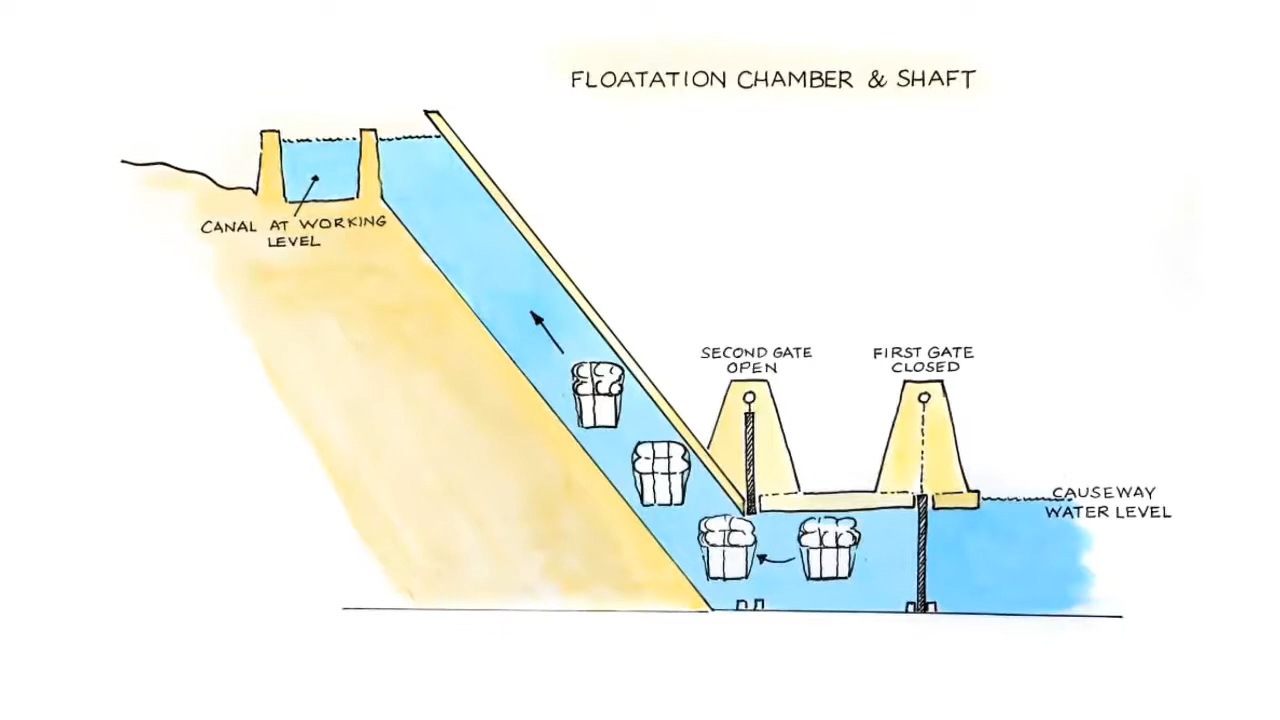 FLOATATION CHAMBER & SHAFT
CANAL AT WORKING
LEVEL
SECOND GATE
OPEN
FIRST GATE
CLOSED
CAUSEWAY
WATER LEVEL